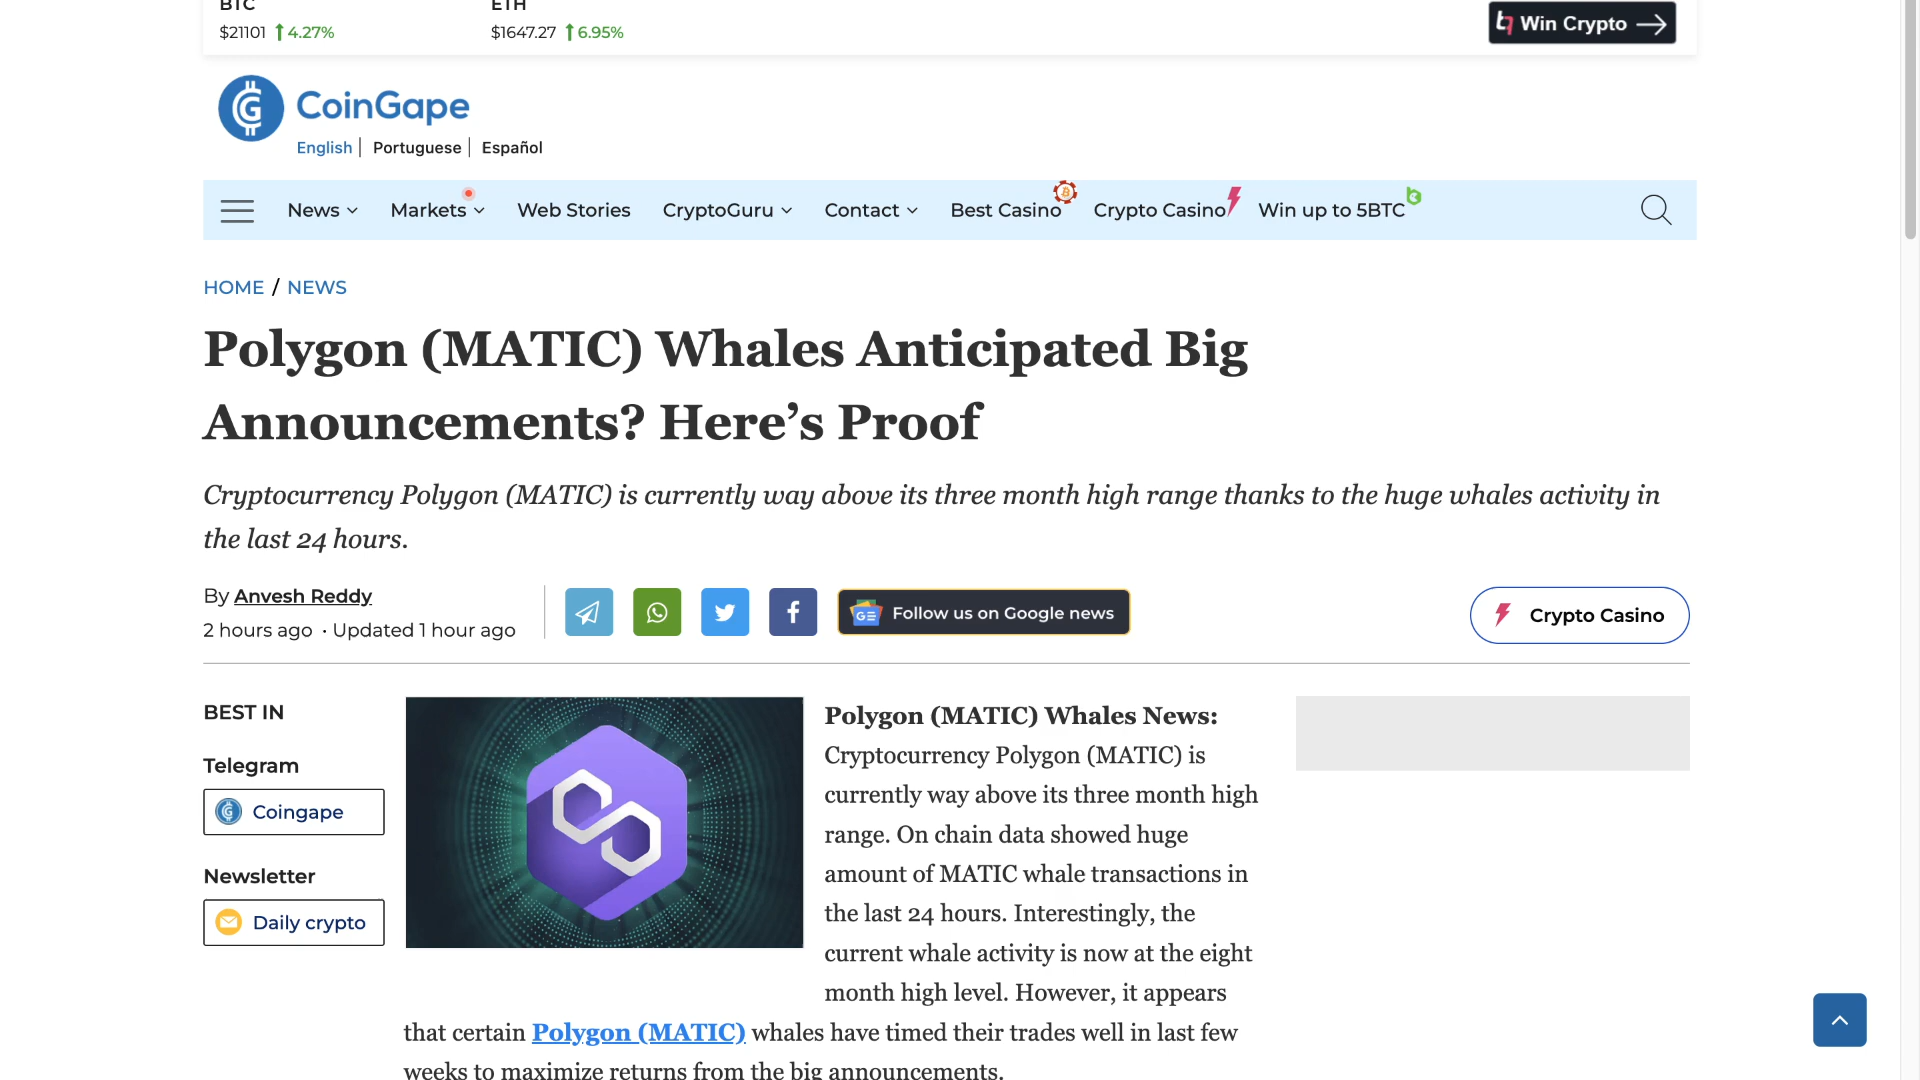 BTC
ETH
$21101 4.27%
$1647.27 6.95%
Win Crypto
CoinGape
English | Portuguese | Español
News
Markets
Web Stories
CryptoGuru
Contact
Best Casino
Crypto Casino
Win up to 5BTC
HOME / NEWS
Polygon (MATIC) Whales Anticipated Big
Announcements? Here’s Proof
Cryptocurrency Polygon (MATIC) is currently way above its three month high range thanks to the huge whales activity in
the last 24 hours.
By Anvesh Reddy
2 hours ago • Updated 1 hour ago
Follow us on Google news
Crypto Casino
BEST IN
Telegram
Coingape
Newsletter
Daily crypto
Polygon (MATIC) Whales News:
Cryptocurrency Polygon (MATIC) is
currently way above its three month high
range. On chain data showed huge
amount of MATIC whale transactions in
the last 24 hours. Interestingly, the
current whale activity is now at the eight
month high level. However, it appears
that certain Polygon (MATIC) whales have timed their trades well in last few
weeks to maximize returns from the big announcements.